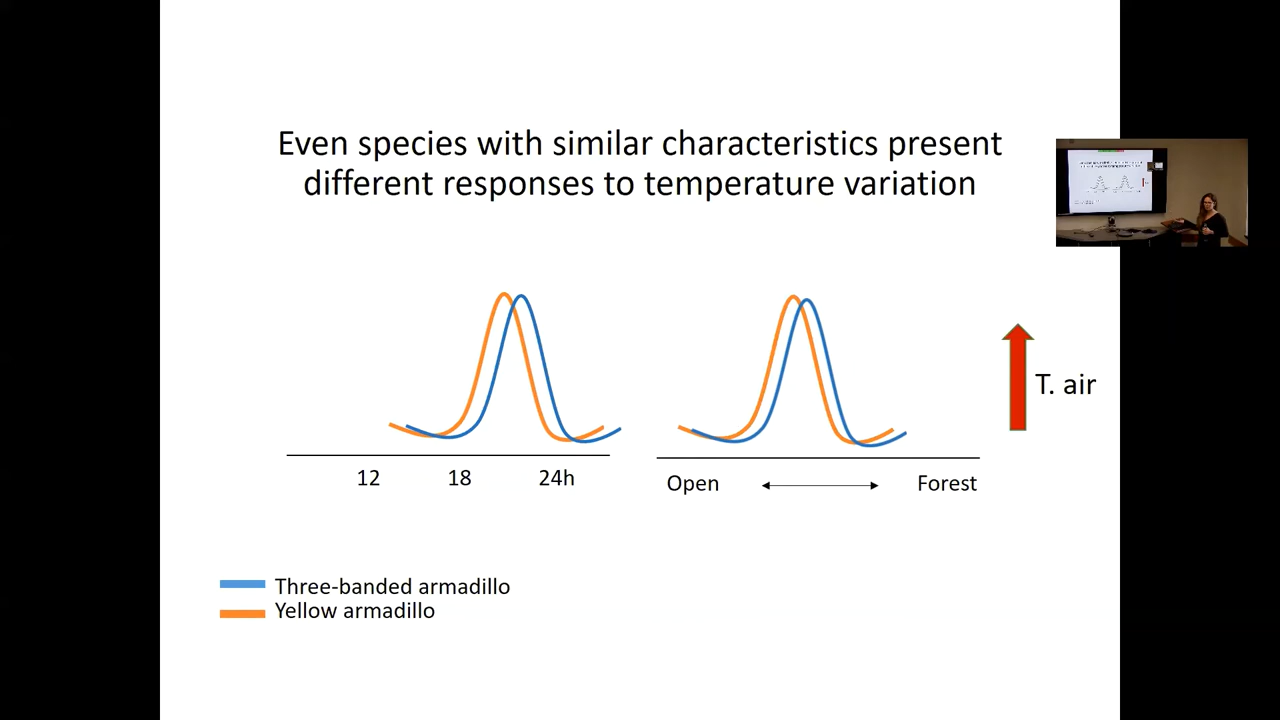 Even species with similar characteristics present
different responses to temperature variation
T. air
12 18 24h
Open Forest
Three-banded armadillo
Yellow armadillo